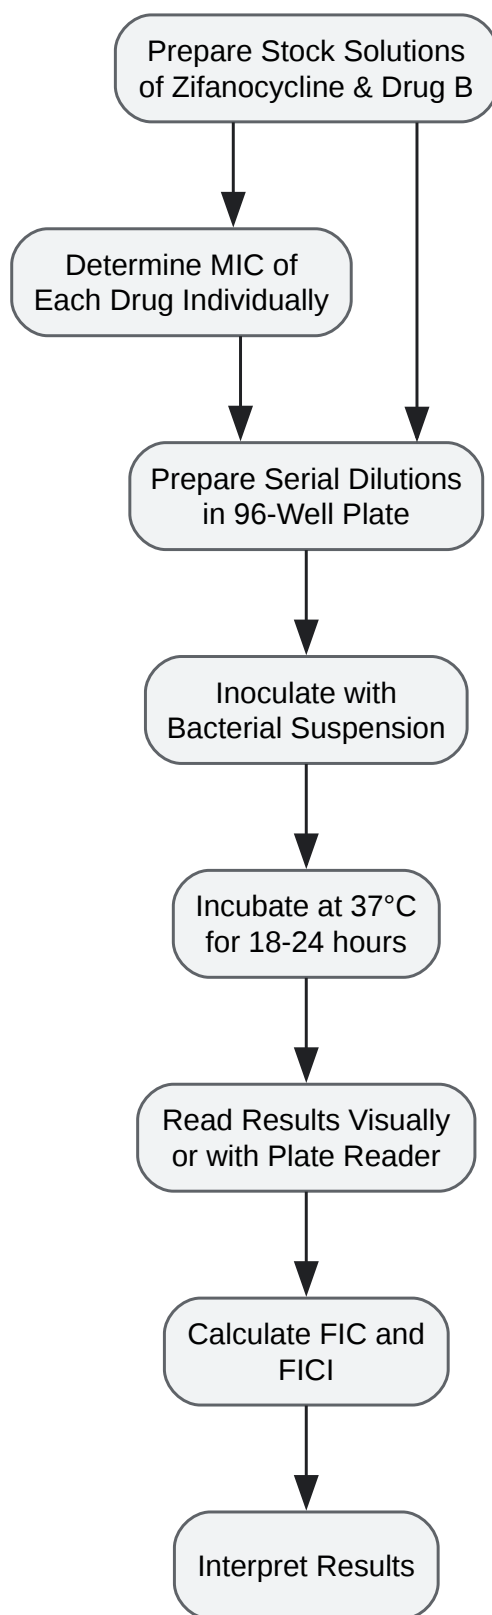 Prepare Stock Solutions
of Zifanocycline & Drug B
Determine MIC of
Each Drug Individually
Prepare Serial Dilutions
in 96-Well Plate
Inoculate with
Bacterial Suspension
Incubate at 37°C
for 18-24 hours
Read Results Visually
or with Plate Reader
Calculate FIC and
FICI
Interpret Results